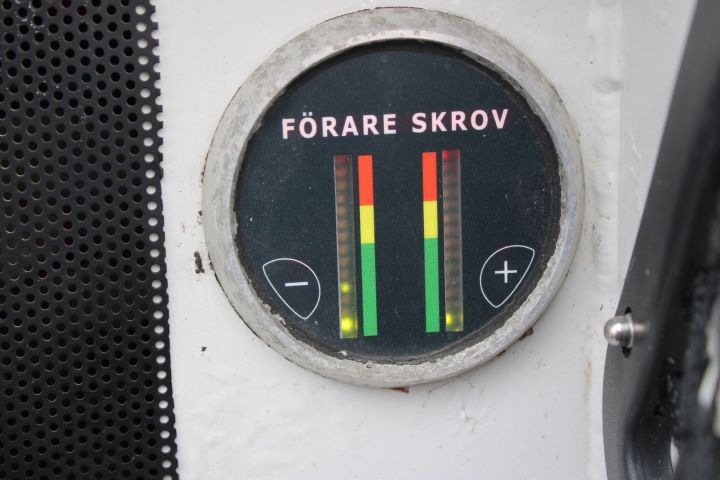 FÖRARE SKROV
- +